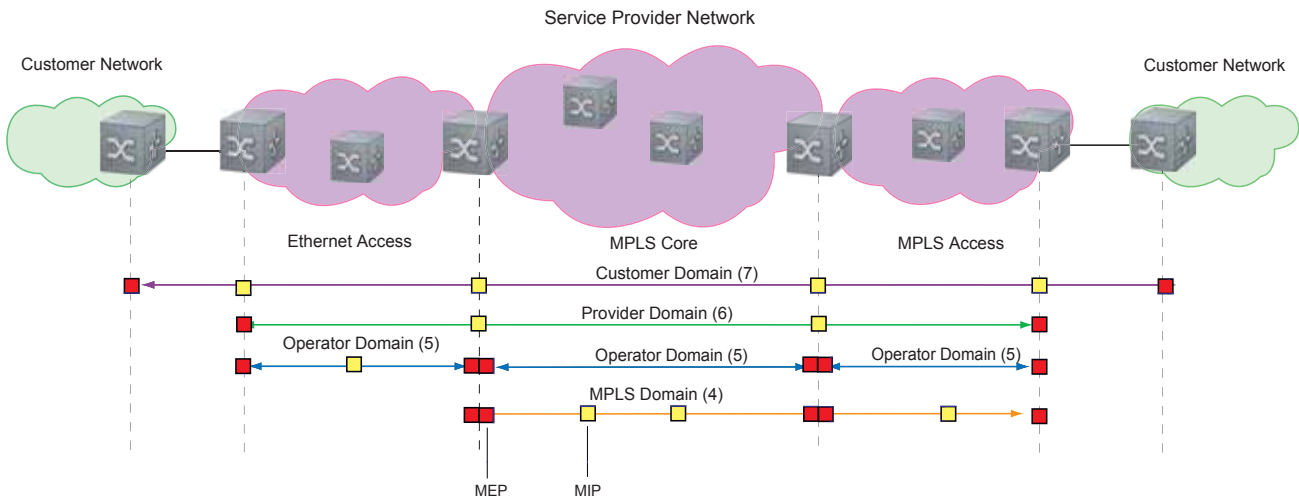 Service Provider Network
Customer Network
Customer Network
Ethernet Access
MPLS Core
MPLS Access
Customer Domain (7)
Provider Domain (6)
Operator Domain (5)
Operator Domain (5)
Operator Domain (5)
MPLS Domain (4)
MEP
MIP